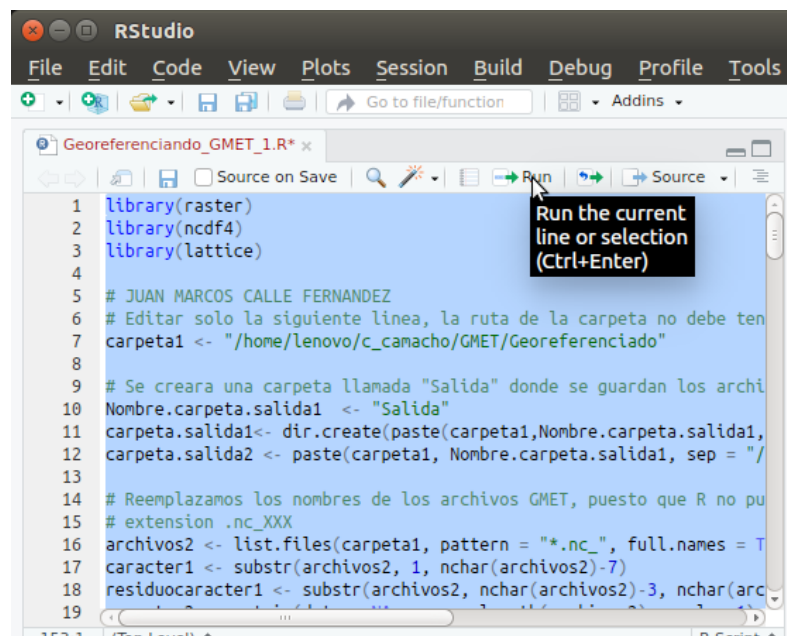 RStudio
File Edit Code View Plots Session Build Debug Profile Tools
Go to file/function Addins
Georeferenciando_GMET_1.R*
Source on Save Run Source
Run the current
line or selection
(Ctrl+Enter)
1 library(raster)
2 library(ncdf4)
3 library(lattice)
4
5 # JUAN MARCOS CALLE FERNANDEZ
6 # Editar solo la siguiente linea, la ruta de la carpeta no debe ten
7 carpeta1 <- "/home/lenovo/c_camacho/GMET/Georeferenciado"
8
9 # Se creara una carpeta llamada "Salida" donde se guardan los archi
10 Nombre.carpeta.salida1 <- "Salida"
11 carpeta.salida1<- dir.create(paste(carpeta1,Nombre.carpeta.salida1,
12 carpeta.salida2 <- paste(carpeta1, Nombre.carpeta.salida1, sep = "/
13
14 # Reemplazamos los nombres de los archivos GMET, puesto que R no pu
15 # extension .nc_XXX
16 archivos2 <- list.files(carpeta1, pattern = "*.nc_", full.names = T
17 caracter1 <- substr(archivos2, 1, nchar(archivos2)-7)
18 residuocaracter1 <- substr(archivos2, nchar(archivos2)-3, nchar(arc
19